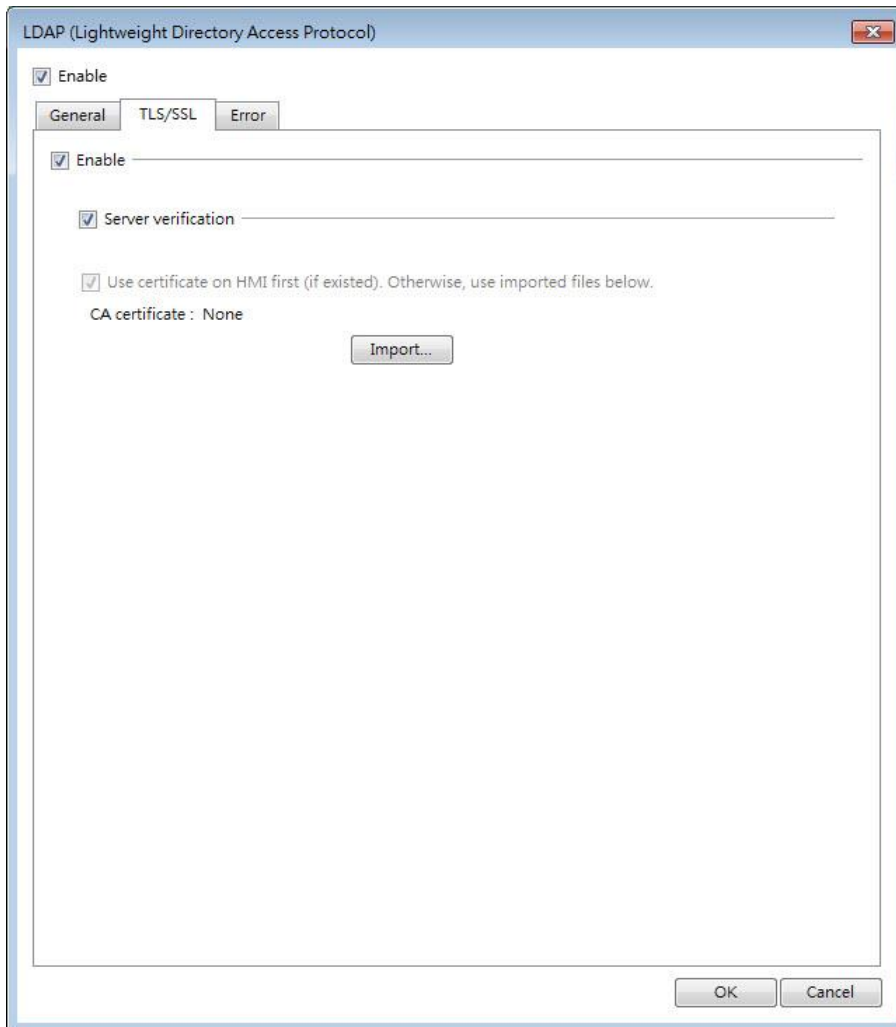 LDAP (Lightweight Directory Access Protocol)
Enable
General TLS/SSL Error
Enable
Server verification
Use certificate on HMI first (if existed). Otherwise, use imported files below.
CA certificate : None
Import...
OK Cancel